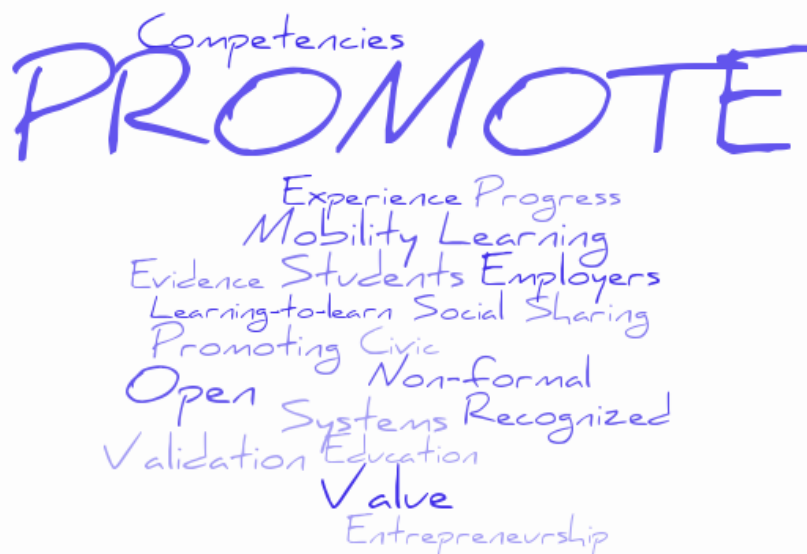 Competencies
PROMOTE
Experience Progress
Mobility Learning
Evidence Students Employers
Learning-to-learn Social Sharing
Promoting Civic
Open Non-formal
Systems Recognized
Validation Education
Value
Entrepreneurship